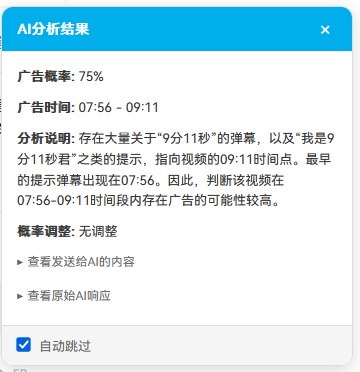 AI分析结果 ×
广告概率: 75%
广告时间: 07:56 - 09:11
分析说明: 存在大量关于“9分11秒”的弹幕，以及“我是9
分11秒君”之类的提示，指向视频的09:11时间点。最早
的提示弹幕出现在07:56。因此，判断该视频在
07:56-09:11时间段内存在广告的可能性较高。
概率调整: 无调整
▸ 查看发送给AI的内容
▸ 查看原始AI响应
自动跳过